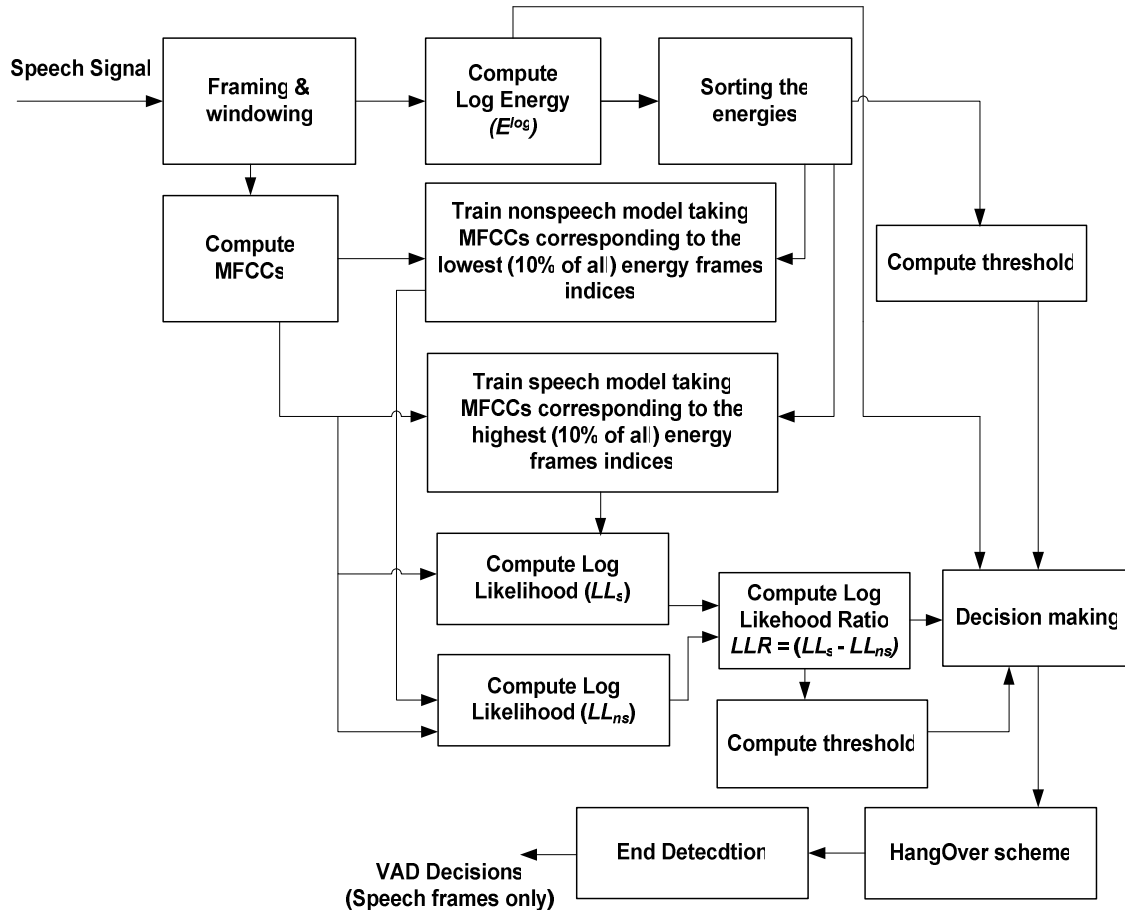 Speech Signal
Framing &
windowing
Compute
Log Energy
(E^log)
Sorting the
energies
Compute
MFCCs
Train nonspeech model taking
MFCCs corresponding to the
lowest (10% of all) energy frames
indices
Compute threshold
Train speech model taking
MFCCs corresponding to the
highest (10% of all) energy
frames indices
Compute Log
Likelihood (LLs)
Compute Log
Likehood Ratio
LLR = (LLs - LLns)
Decision making
Compute Log
Likelihood (LLns)
Compute threshold
End Detecdtion
HangOver scheme
VAD Decisions
(Speech frames only)